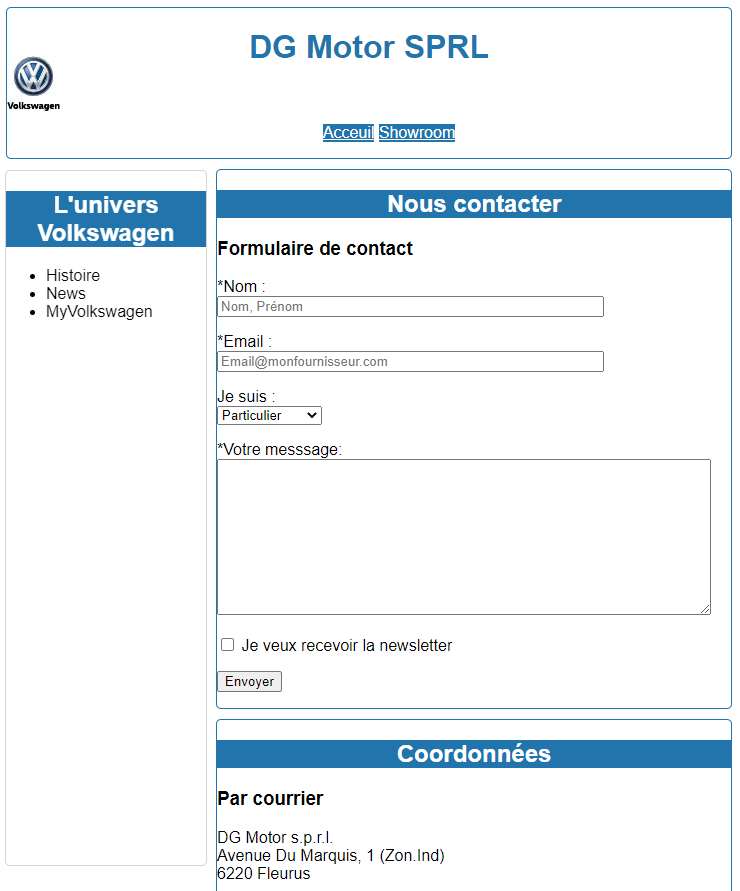 DG Motor SPRL
Volkswagen
Acceuil Showroom
L'univers
Volkswagen
Histoire
News
MyVolkswagen
Nous contacter
Formulaire de contact
*Nom :
Nom, Prénom
*Email :
Email@monfournisseur.com
Je suis :
Particulier
*Votre messsage:
Je veux recevoir la newsletter
Envoyer
Coordonnées
Par courrier
DG Motor s.p.r.l.
Avenue Du Marquis, 1 (Zon.Ind)
6220 Fleurus